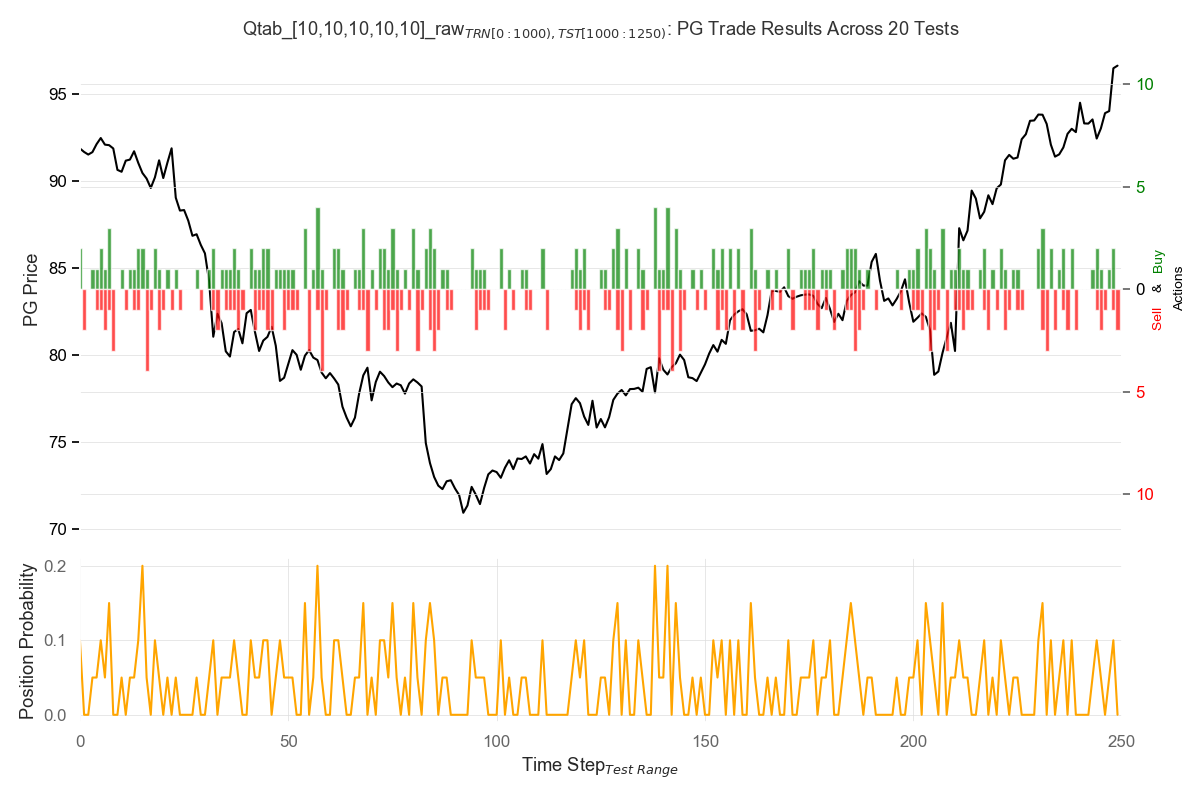 Qtab_[10,10,10,10,10]_raw_TRN[0:1000),TST[1000:1250): PG Trade Results Across 20 Tests
95
90
85
80
75
70
PG Price
10
5
0
5
10
Sell & Buy
Actions
0.2
0.1
0.0
Position Probability
0 50 100 150 200 250
Time Step Test Range